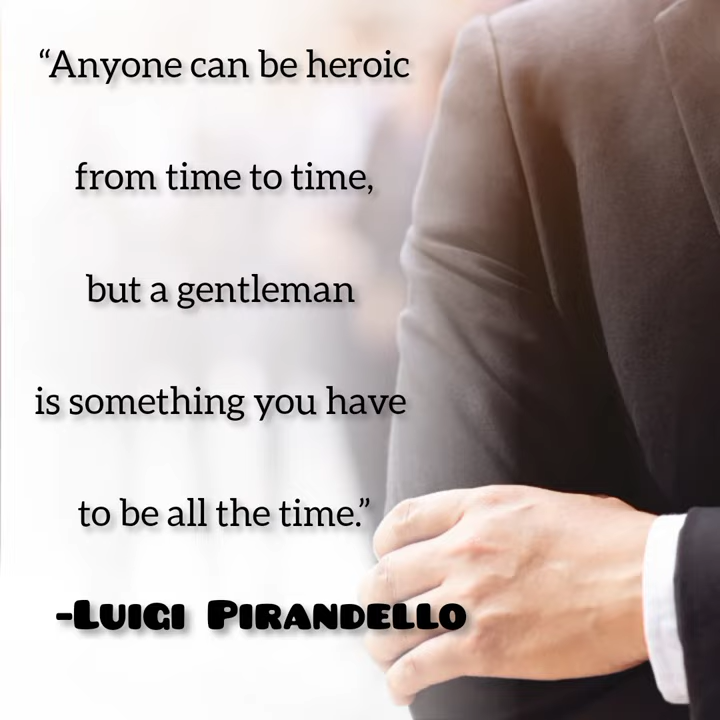 “Anyone can be heroic
from time to time,
but a gentleman
is something you have
to be all the time.”
-Luigi Pirandello